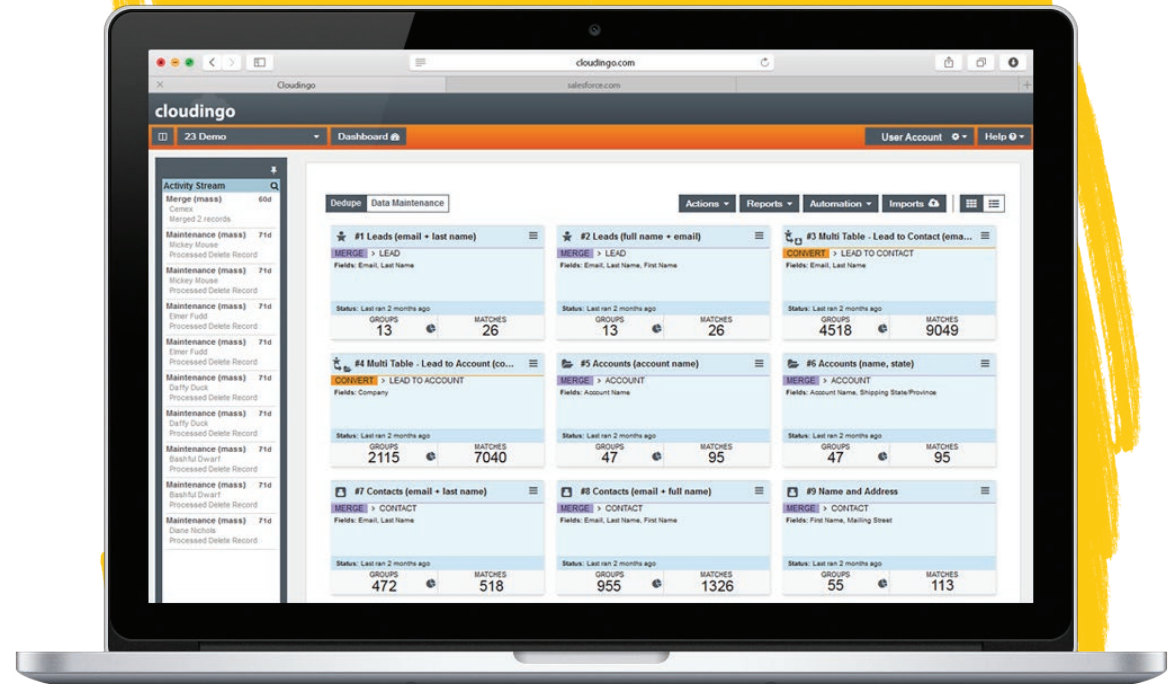 cloudingo.com
Cloudingo
salesforce.com
cloudingo
23 Demo
Dashboard
User Account
Help
Activity Stream
Merge (mass) 60d
Cemex
Merged 2 records
Maintenance (mass) 71d
Mickey Mouse
Processed Delete Record
Maintenance (mass) 71d
Mickey Mouse
Processed Delete Record
Maintenance (mass) 71d
Elmer Fudd
Processed Delete Record
Maintenance (mass) 71d
Elmer Fudd
Processed Delete Record
Maintenance (mass) 71d
Daffy Duck
Processed Delete Record
Maintenance (mass) 71d
Daffy Duck
Processed Delete Record
Maintenance (mass) 71d
Bashful Dwarf
Processed Delete Record
Maintenance (mass) 71d
Bashful Dwarf
Processed Delete Record
Maintenance (mass) 71d
Diane Nichols
Processed Delete Record
Dedupe Data Maintenance
Actions Reports Automation Imports
#1 Leads (email + last name)
MERGE > LEAD
Fields: Email, Last Name
Status: Last ran 2 months ago
GROUPS MATCHES
13 26
#2 Leads (full name + email)
MERGE > LEAD
Fields: Email, Last Name, First Name
Status: Last ran 2 months ago
GROUPS MATCHES
13 26
#3 Multi Table - Lead to Contact (ema...
CONVERT > LEAD TO CONTACT
Fields: Email, Last Name
Status: Last ran 2 months ago
GROUPS MATCHES
4518 9049
#4 Multi Table - Lead to Account (co...
CONVERT > LEAD TO ACCOUNT
Fields: Company
Status: Last ran 2 months ago
GROUPS MATCHES
2115 7040
#5 Accounts (account name)
MERGE > ACCOUNT
Fields: Account Name
Status: Last ran 2 months ago
GROUPS MATCHES
47 95
#6 Accounts (name, state)
MERGE > ACCOUNT
Fields: Account Name, Shipping State/Province
Status: Last ran 2 months ago
GROUPS MATCHES
47 95
#7 Contacts (email + last name)
MERGE > CONTACT
Fields: Email, Last Name
Status: Last ran 2 months ago
GROUPS MATCHES
472 518
#8 Contacts (email + full name)
MERGE > CONTACT
Fields: Email, Last Name, First Name
Status: Last ran 2 months ago
GROUPS MATCHES
955 1326
#9 Name and Address
MERGE > CONTACT
Fields: First Name, Mailing Street
Status: Last ran 2 months ago
GROUPS MATCHES
55 113